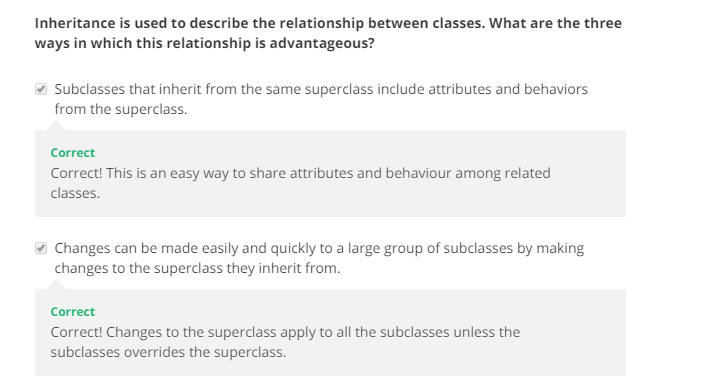 Inheritance is used to describe the relationship between classes. What are the three
ways in which this relationship is advantageous?
Subclasses that inherit from the same superclass include attributes and behaviors
from the superclass.
Correct
Correct! This is an easy way to share attributes and behaviour among related
classes.
Changes can be made easily and quickly to a large group of subclasses by making
changes to the superclass they inherit from.
Correct
Correct! Changes to the superclass apply to all the subclasses unless the
subclasses overrides the superclass.